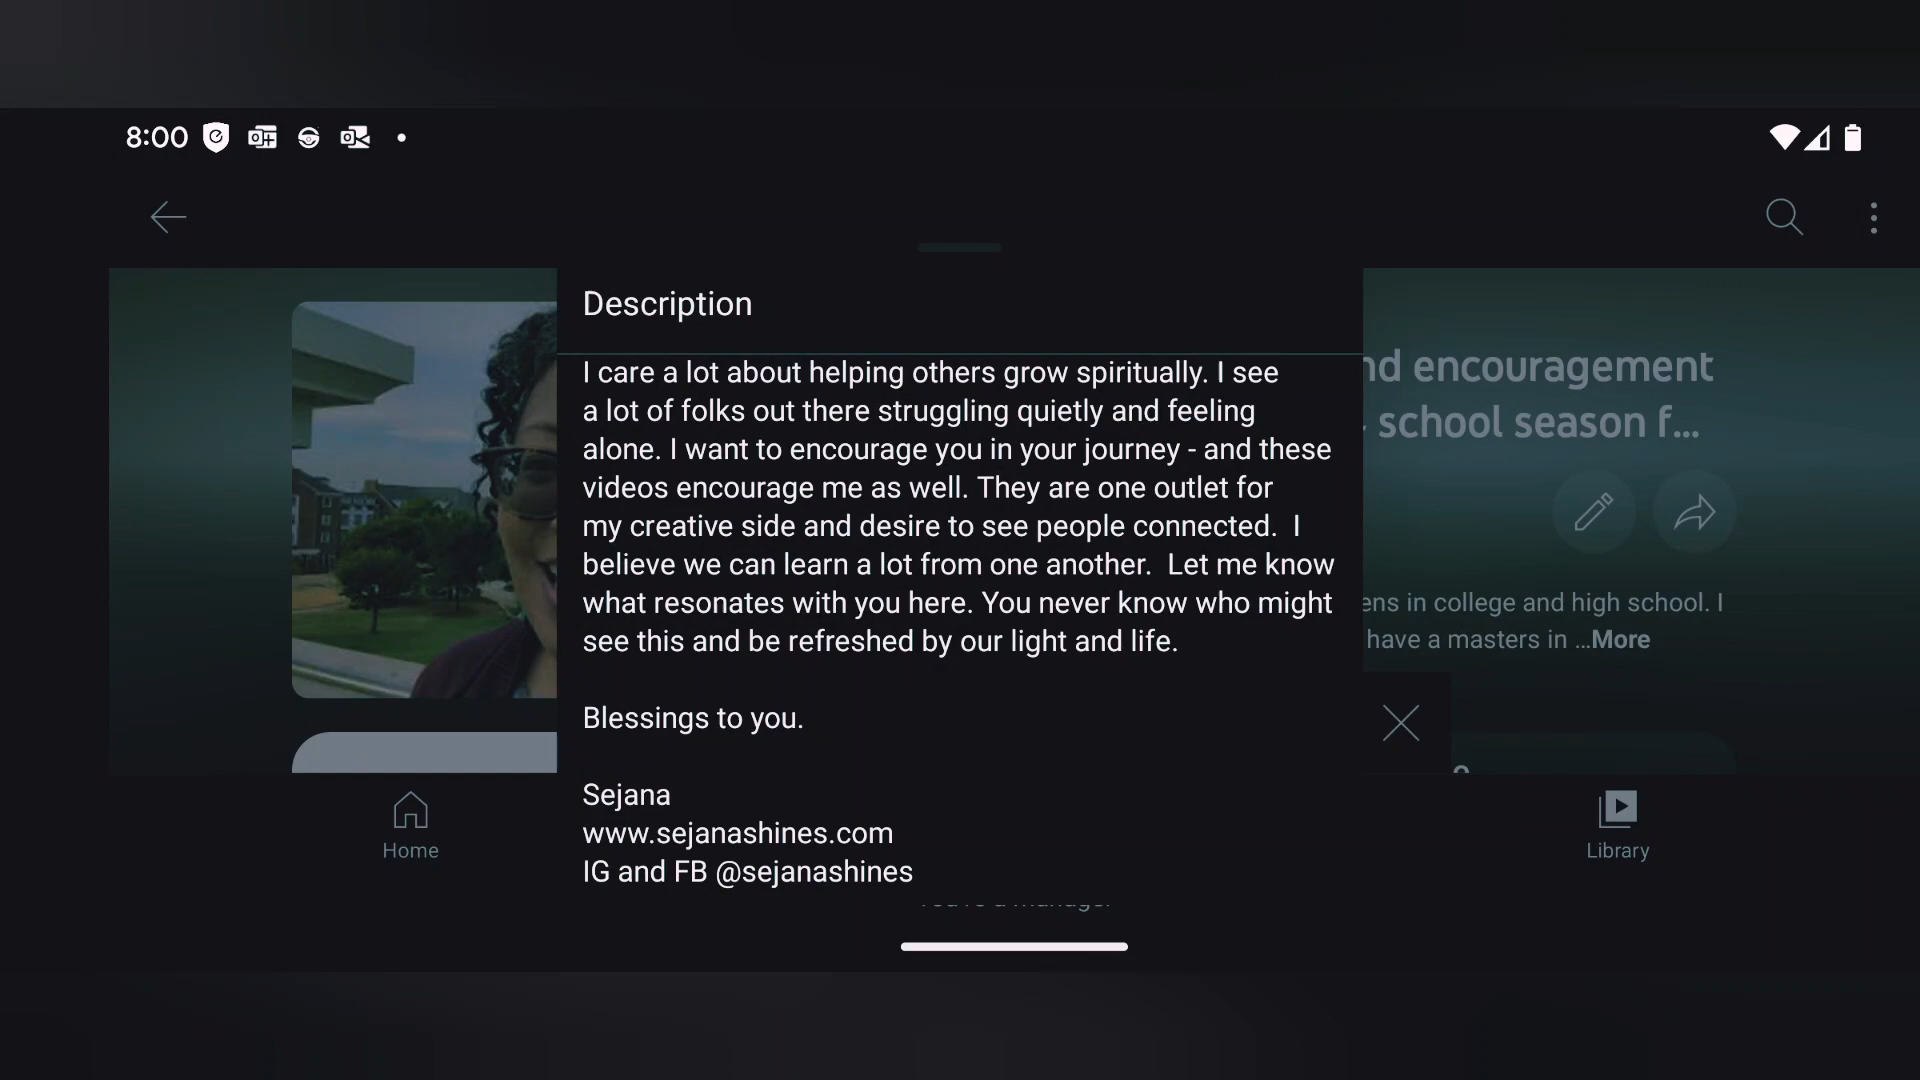 8:00
Description
I care a lot about helping others grow spiritually. I see
a lot of folks out there struggling quietly and feeling
alone. I want to encourage you in your journey - and these
videos encourage me as well. They are one outlet for
my creative side and desire to see people connected.  I
believe we can learn a lot from one another.  Let me know
what resonates with you here. You never know who might
see this and be refreshed by our light and life.
Blessings to you.
Sejana
www.sejanashines.com
IG and FB @sejanashines
encouragement
school season f...
in college and high school. I
have a masters in ...More
Home
Library